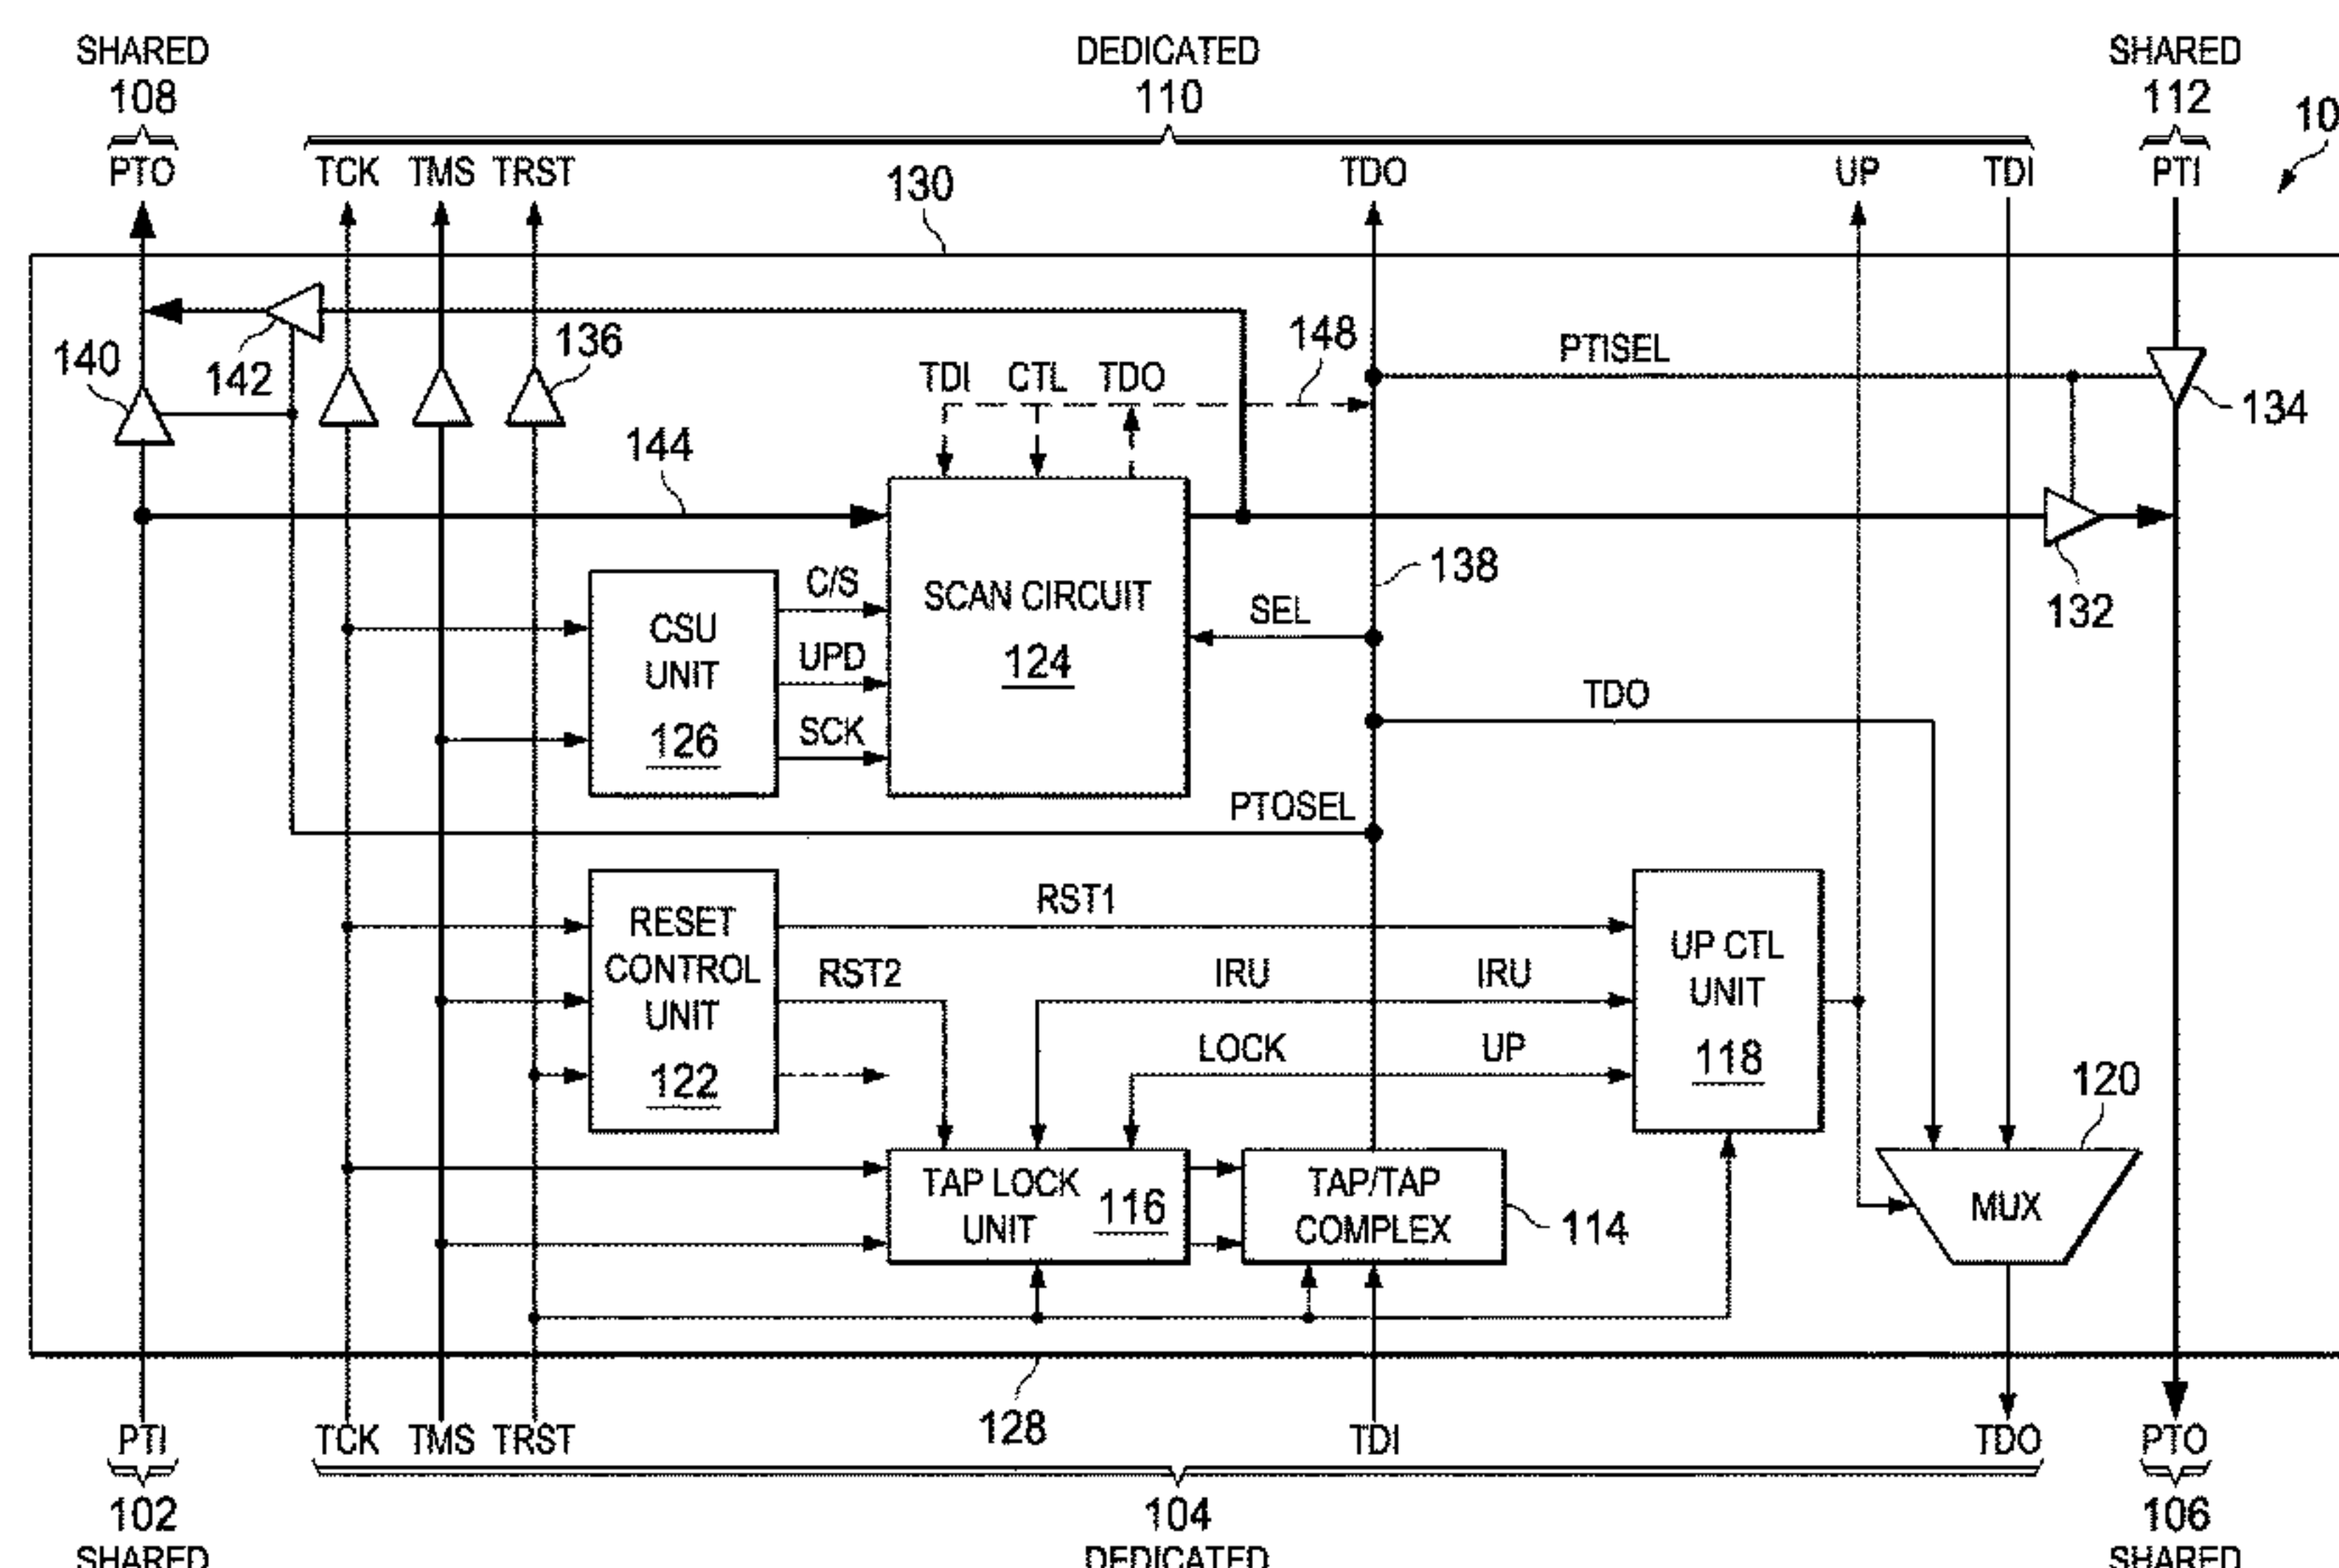 SHARED
108
PTO
DEDICATED
110
SHARED
112
PTI
10
TCK TMS TRST
130
TDO
UP
TDI
140
142
136
148
PTISEL
134
TDI CTL TDO
144
138
132
CSU
UNIT
126
C/S
UPD
SCK
SCAN CIRCUIT
124
SEL
TDO
PTOSEL
RESET
CONTROL
UNIT
122
RST1
RST2
IRU
IRU
LOCK
UP
UP CTL
UNIT
118
120
TAP LOCK
UNIT
116
TAP/TAP
COMPLEX
114
MUX
128
PTI
TCK TMS TRST
TDI
TDO
PTO
102
SHARED
104
DEDICATED
106
SHARED